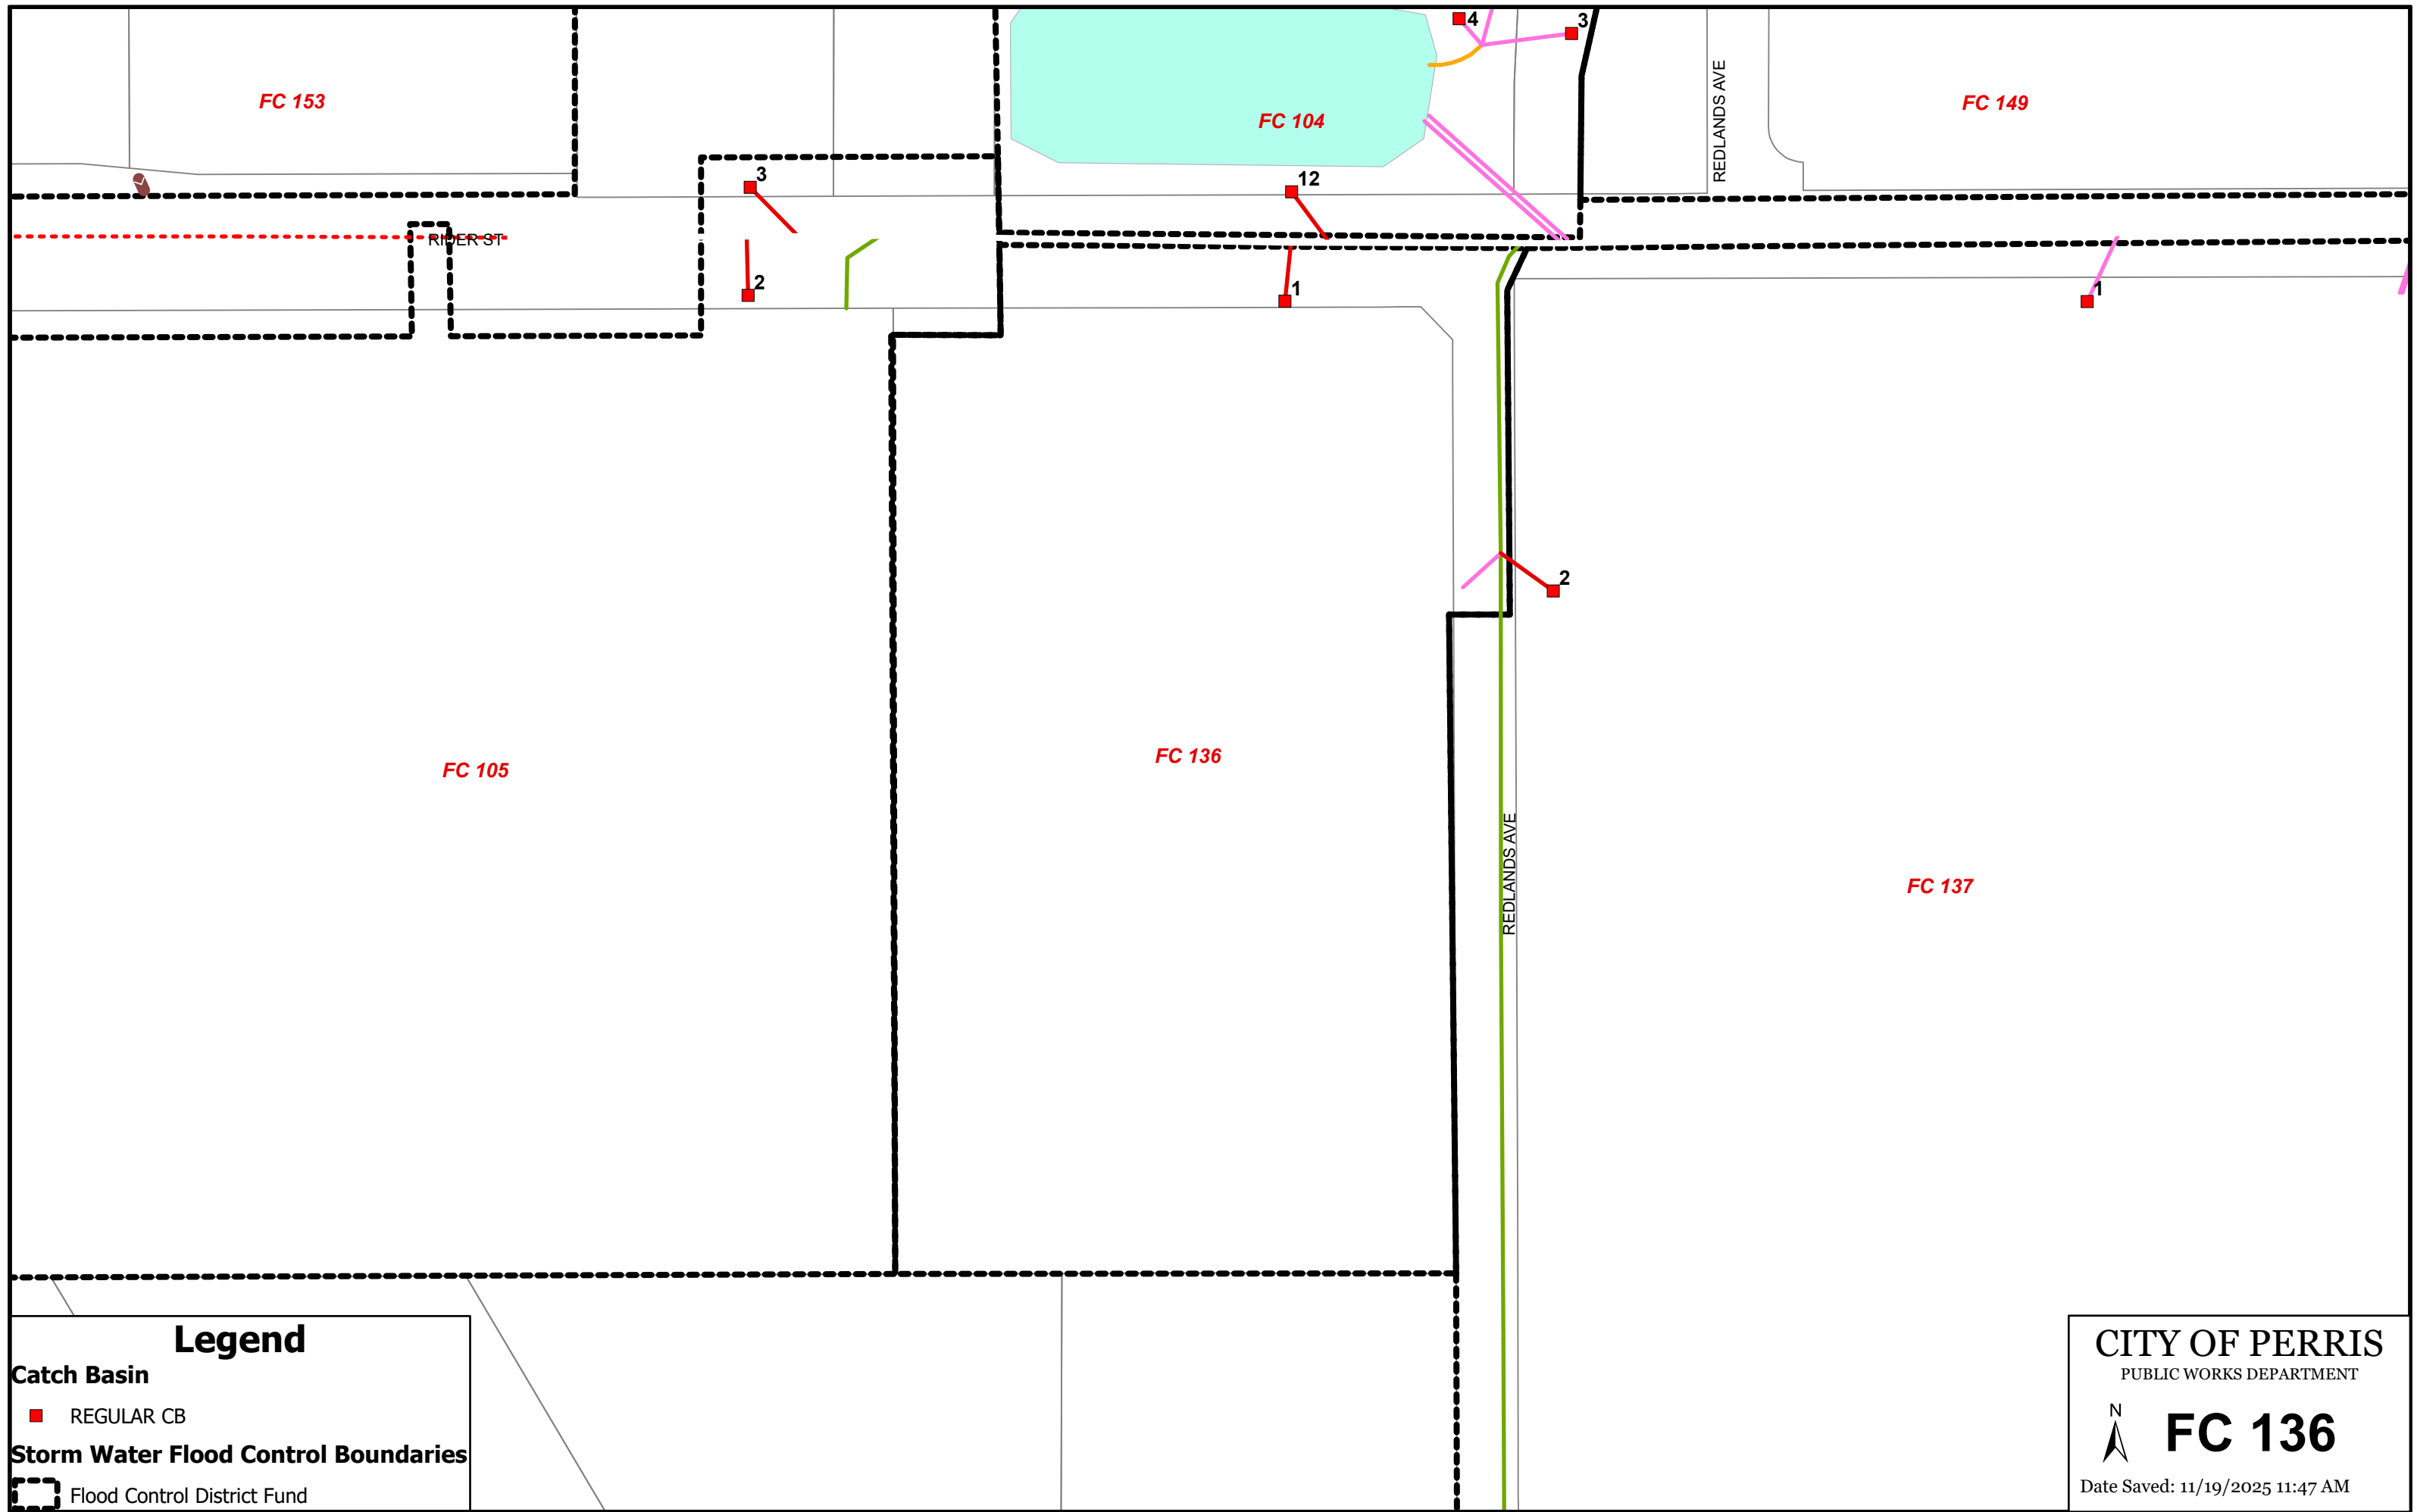 4
3
REDLANDS AVE
FC 153
FC 104
FC 149
3
12
RIDER ST
2
1
1
2
FC 105
FC 136
REDLANDS AVE
FC 137
Legend
Catch Basin
REGULAR CB
Storm Water Flood Control Boundaries
Flood Control District Fund
CITY OF PERRIS
PUBLIC WORKS DEPARTMENT
N
FC 136
Date Saved: 11/19/2025 11:47 AM